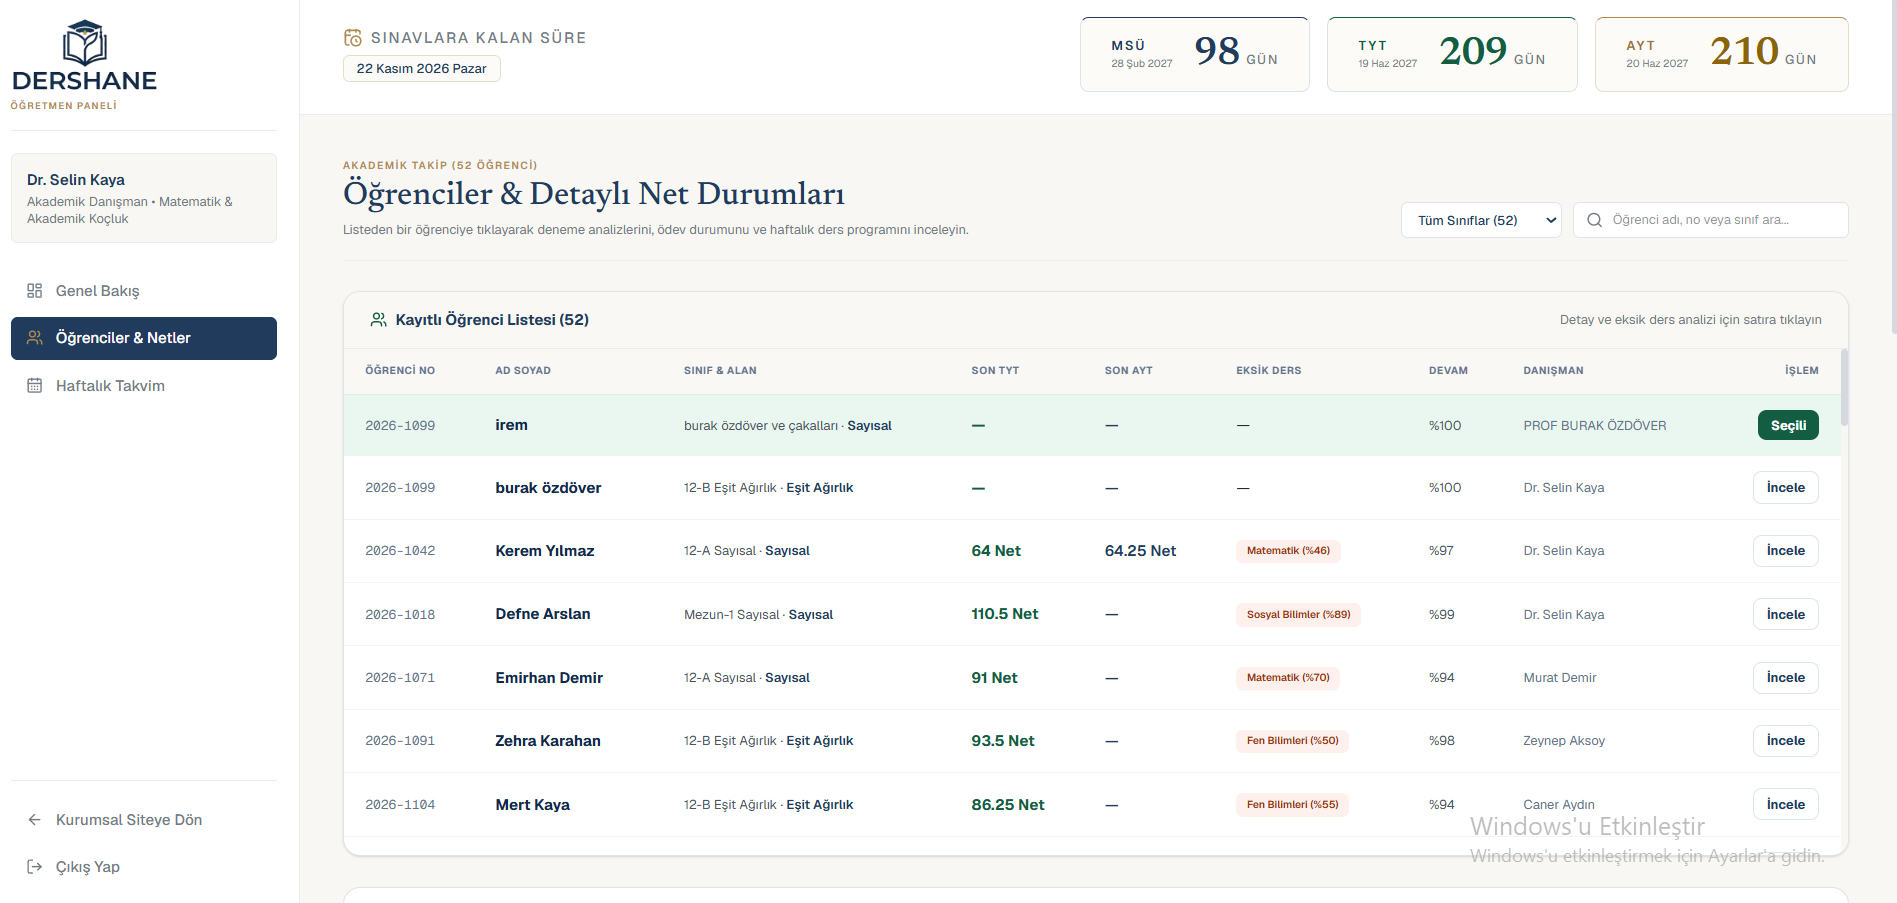 DERSHANE
ÖĞRETMEN PANELİ
Dr. Selin Kaya
Akademik Danışman • Matematik &
Akademik Koçluk
Genel Bakış
Öğrenciler & Netler
Haftalık Takvim
Kurumsal Siteye Dön
Çıkış Yap
SINAVLARA KALAN SÜRE
22 Kasım 2026 Pazar
MSÜ
28 Şub 2027
98 GÜN
TYT
19 Haz 2027
209 GÜN
AYT
20 Haz 2027
210 GÜN
AKADEMİK TAKİP (52 ÖĞRENCİ)
Öğrenciler & Detaylı Net Durumları
Listeden bir öğrenciye tıklayarak deneme analizlerini, ödev durumunu ve haftalık ders programını inceleyin.
Tüm Sınıflar (52)
Öğrenci adı, no veya sınıf ara...
Kayıtlı Öğrenci Listesi (52)
Detay ve eksik ders analizi için satıra tıklayın
ÖĞRENCİ NO AD SOYAD SINIF & ALAN SON TYT SON AYT EKSİK DERS DEVAM DANIŞMAN İŞLEM
2026-1099 irem burak özdöver ve çakalları · Sayısal — — — %100 PROF BURAK ÖZDÖVER Seçili
2026-1099 burak özdöver 12-B Eşit Ağırlık · Eşit Ağırlık — — — %100 Dr. Selin Kaya İncele
2026-1042 Kerem Yılmaz 12-A Sayısal · Sayısal 64 Net 64.25 Net Matematik (%46) %97 Dr. Selin Kaya İncele
2026-1018 Defne Arslan Mezun-1 Sayısal · Sayısal 110.5 Net — Sosyal Bilimler (%89) %99 Dr. Selin Kaya İncele
2026-1071 Emirhan Demir 12-A Sayısal · Sayısal 91 Net — Matematik (%70) %94 Murat Demir İncele
2026-1091 Zehra Karahan 12-B Eşit Ağırlık · Eşit Ağırlık 93.5 Net — Fen Bilimleri (%50) %98 Zeynep Aksoy İncele
2026-1104 Mert Kaya 12-B Eşit Ağırlık · Eşit Ağırlık 86.25 Net — Fen Bilimleri (%55) %94 Caner Aydın İncele
Windows'u Etkinleştir
Windows'u etkinleştirmek için Ayarlar'a gidin.